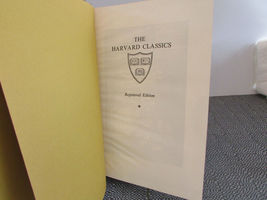 THE
HARVARD CLASSICS
Registered Edition